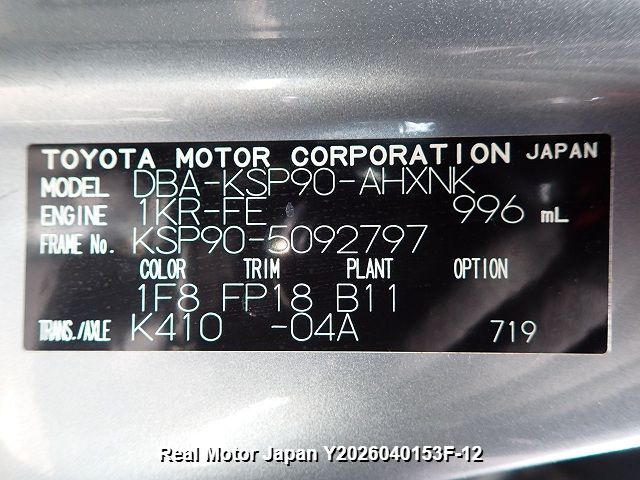 TOYOTA MOTOR CORPORATION JAPAN
MODEL DBA-KSP90-AHXNK
ENGINE 1KR-FE 996 mL
FRAME No. KSP90-5092797
COLOR TRIM PLANT OPTION
1F8 FP18 B11
TRANS./AXLE K410 -04A 719
Real Motor Japan Y2026040153F-12